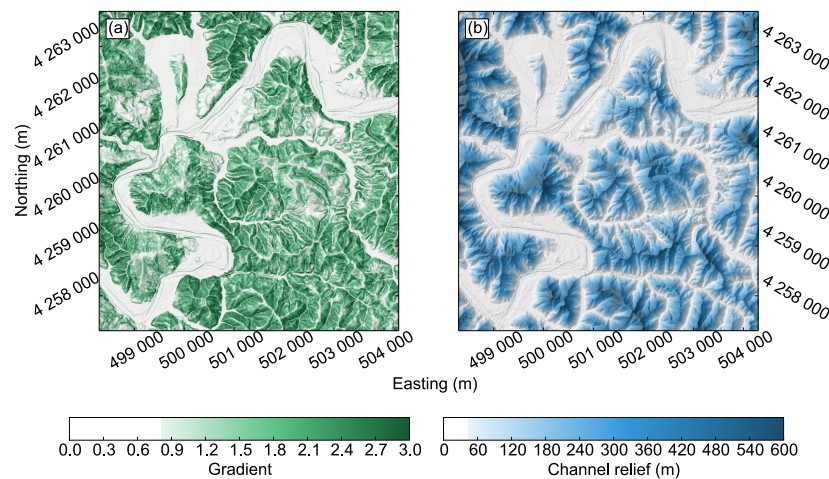 (a)
(b)
4 263 000
4 262 000
4 261 000
4 260 000
4 259 000
4 258 000
Northing (m)
4 263 000
4 262 000
4 261 000
4 260 000
4 259 000
4 258 000
499 000 500 000 501 000 502 000 503 000 504 000
499 000 500 000 501 000 502 000 503 000 504 000
Easting (m)
0.0 0.3 0.6 0.9 1.2 1.5 1.8 2.1 2.4 2.7 3.0
Gradient
0 60 120 180 240 300 360 420 480 540 600
Channel relief (m)